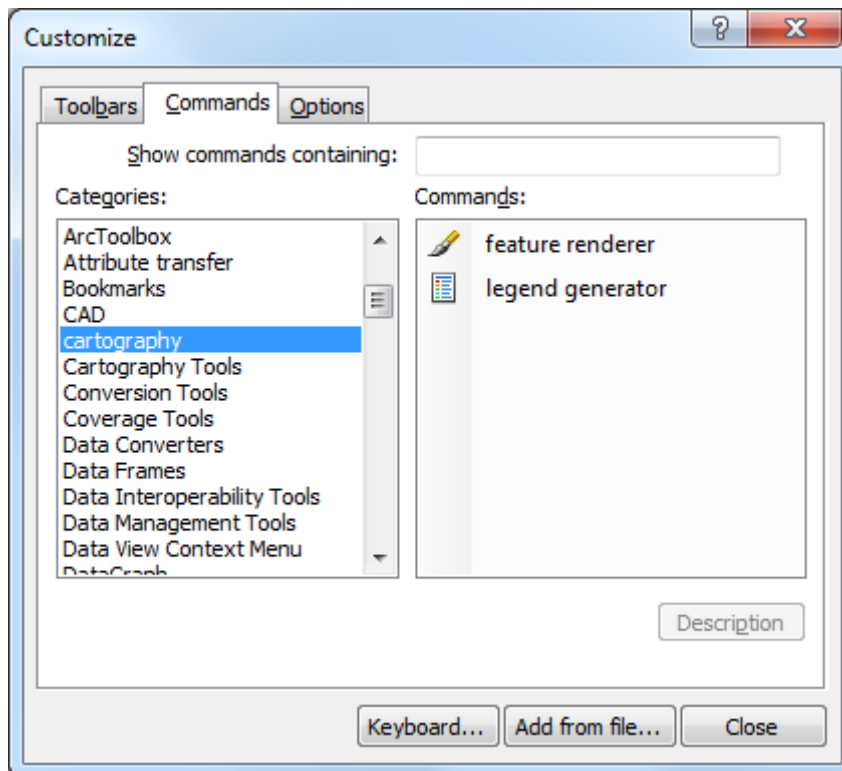 Customize
Toolbars Commands Options
Show commands containing:
Categories:
Commands:
ArcToolbox
Attribute transfer
Bookmarks
CAD
cartography
Cartography Tools
Conversion Tools
Coverage Tools
Data Converters
Data Frames
Data Interoperability Tools
Data Management Tools
Data View Context Menu
DataGraph
feature renderer
legend generator
Description
Keyboard... Add from file... Close